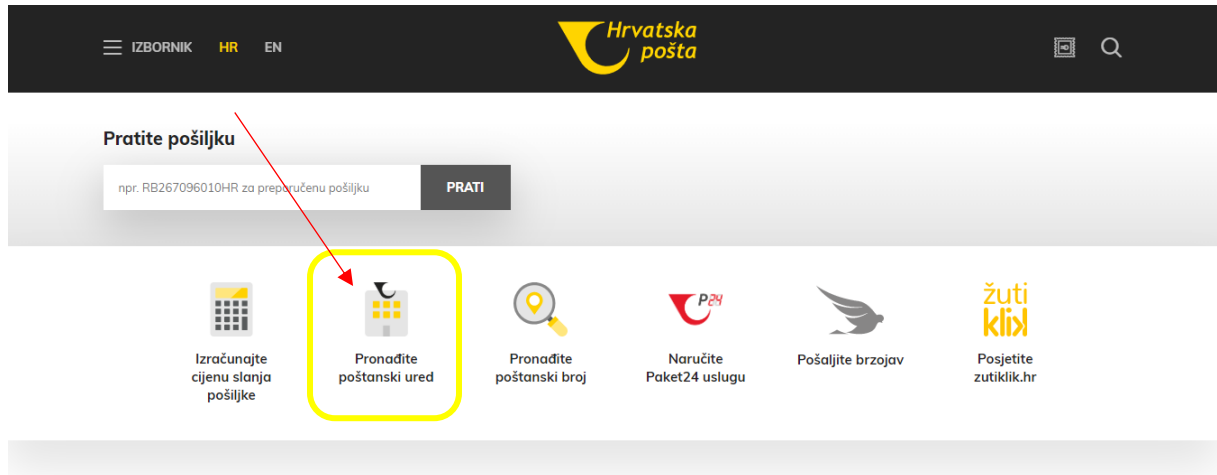 IZBORNIK HR EN
Hrvatska
pošta
Pratite pošiljku
npr. RB267096010HR za preporučenu pošiljku
PRATI
P24
žuti
klik
Izračunajte
cijenu slanja
pošiljke
Pronađite
poštanski ured
Pronađite
poštanski broj
Naručite
Paket24 uslugu
Pošaljite brzojav
Posjetite
zutiklik.hr